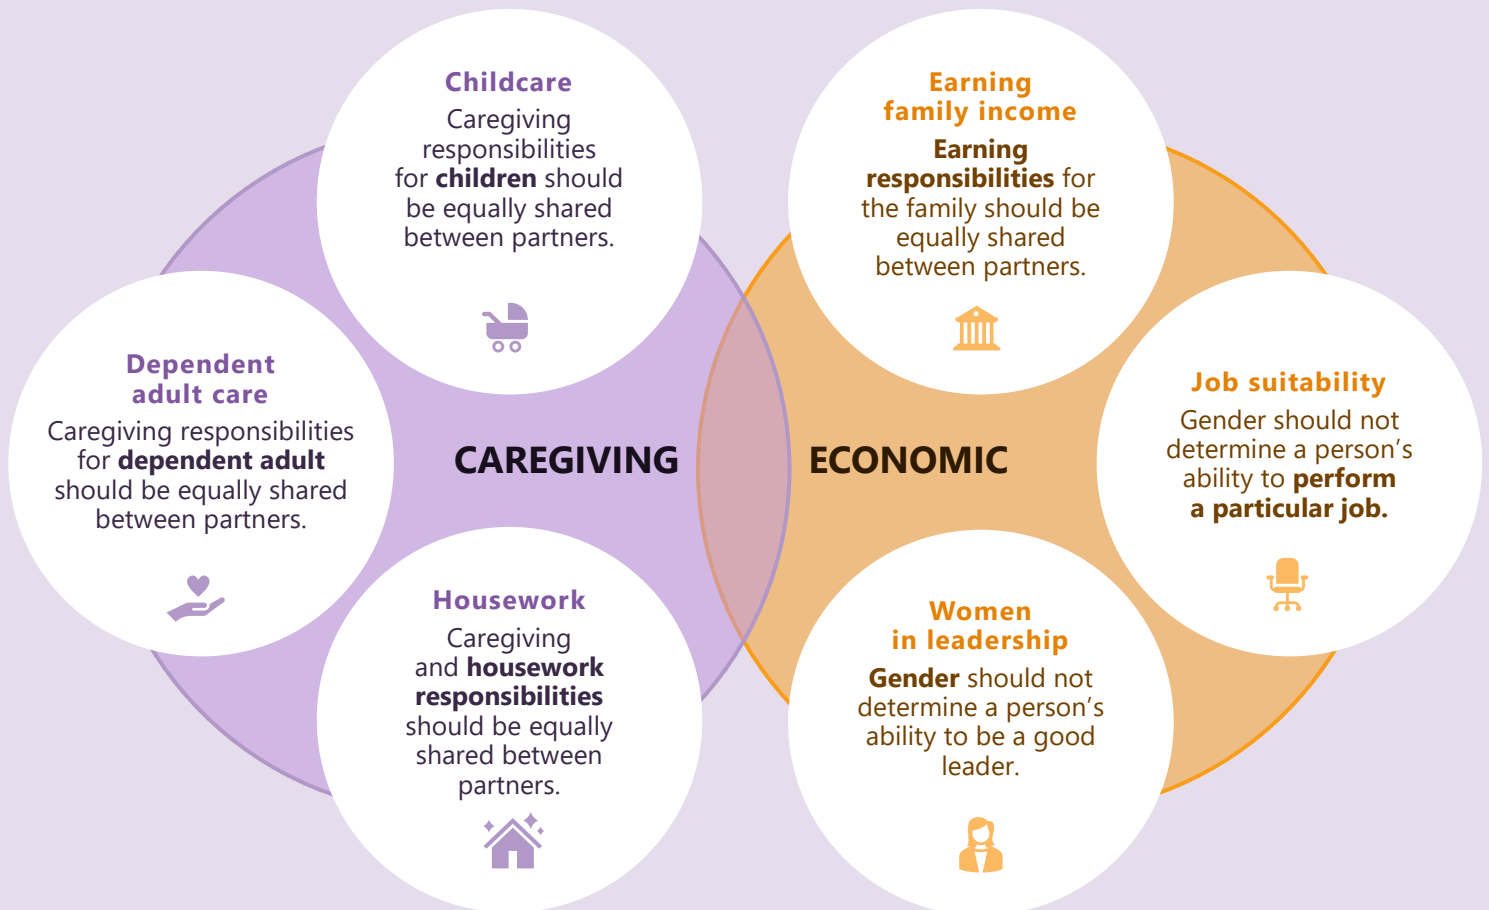 Childcare
Caregiving
responsibilities
for children should
be equally shared
between partners.
Dependent
adult care
Caregiving responsibilities
for dependent adult
should be equally shared
between partners.
Housework
Caregiving
and housework
responsibilities
should be equally
shared between
partners.
CAREGIVING
ECONOMIC
Earning
family income
Earning
responsibilities for
the family should be
equally shared
between partners.
Job suitability
Gender should not
determine a person’s
ability to perform
a particular job.
Women
in leadership
Gender should not
determine a person’s
ability to be a good
leader.